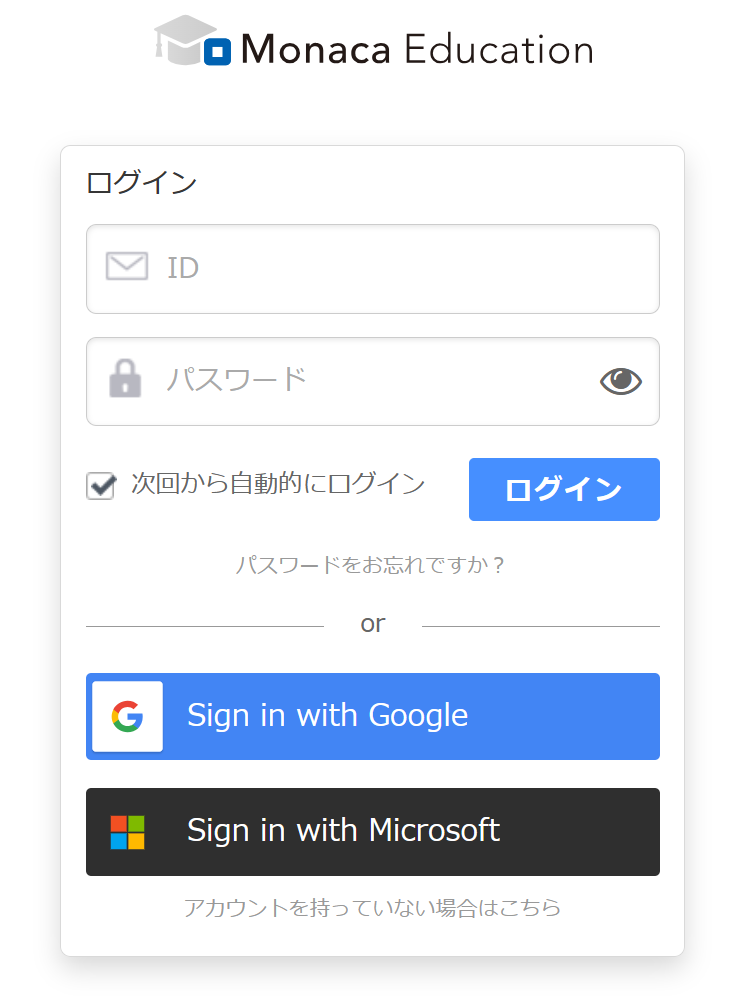 Monaca Education
ログイン
ID
パスワード
次回から自動的にログイン
ログイン
パスワードをお忘れですか？
or
Sign in with Google
Sign in with Microsoft
アカウントを持っていない場合はこちら